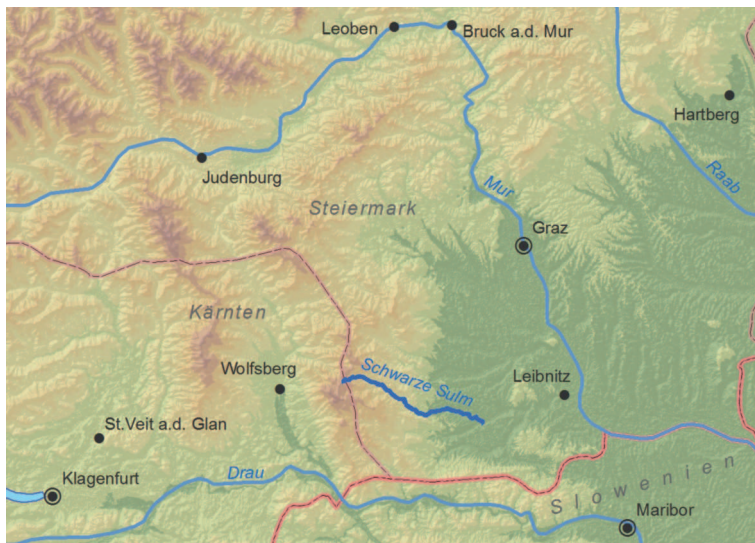 Leoben
Bruck a.d. Mur
Hartberg
Judenburg
Raab
Mur
Steiermark
Graz
Kärnten
Wolfsberg
Schwarze Sulm
Leibnitz
St.Veit a.d. Glan
Drau
Klagenfurt
Slowenien
Maribor